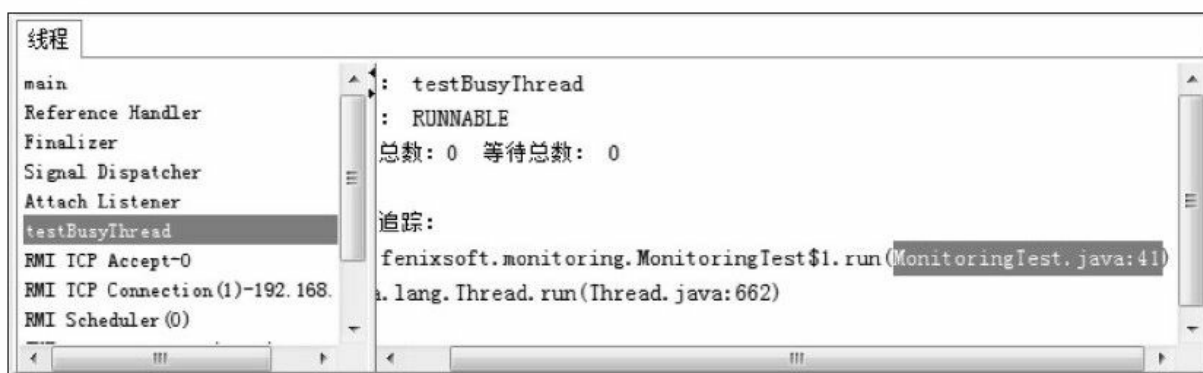 线程
main
Reference Handler
Finalizer
Signal Dispatcher
Attach Listener
testBusyThread
RMI TCP Accept-0
RMI TCP Connection(1)-192.168.
RMI Scheduler(0)
: testBusyThread
: RUNNABLE
总数: 0 等待总数: 0
追踪:
fenixsoft.monitoring.MonitoringTest$1.run(MonitoringTest.java:41)
.lang.Thread.run(Thread.java:662)